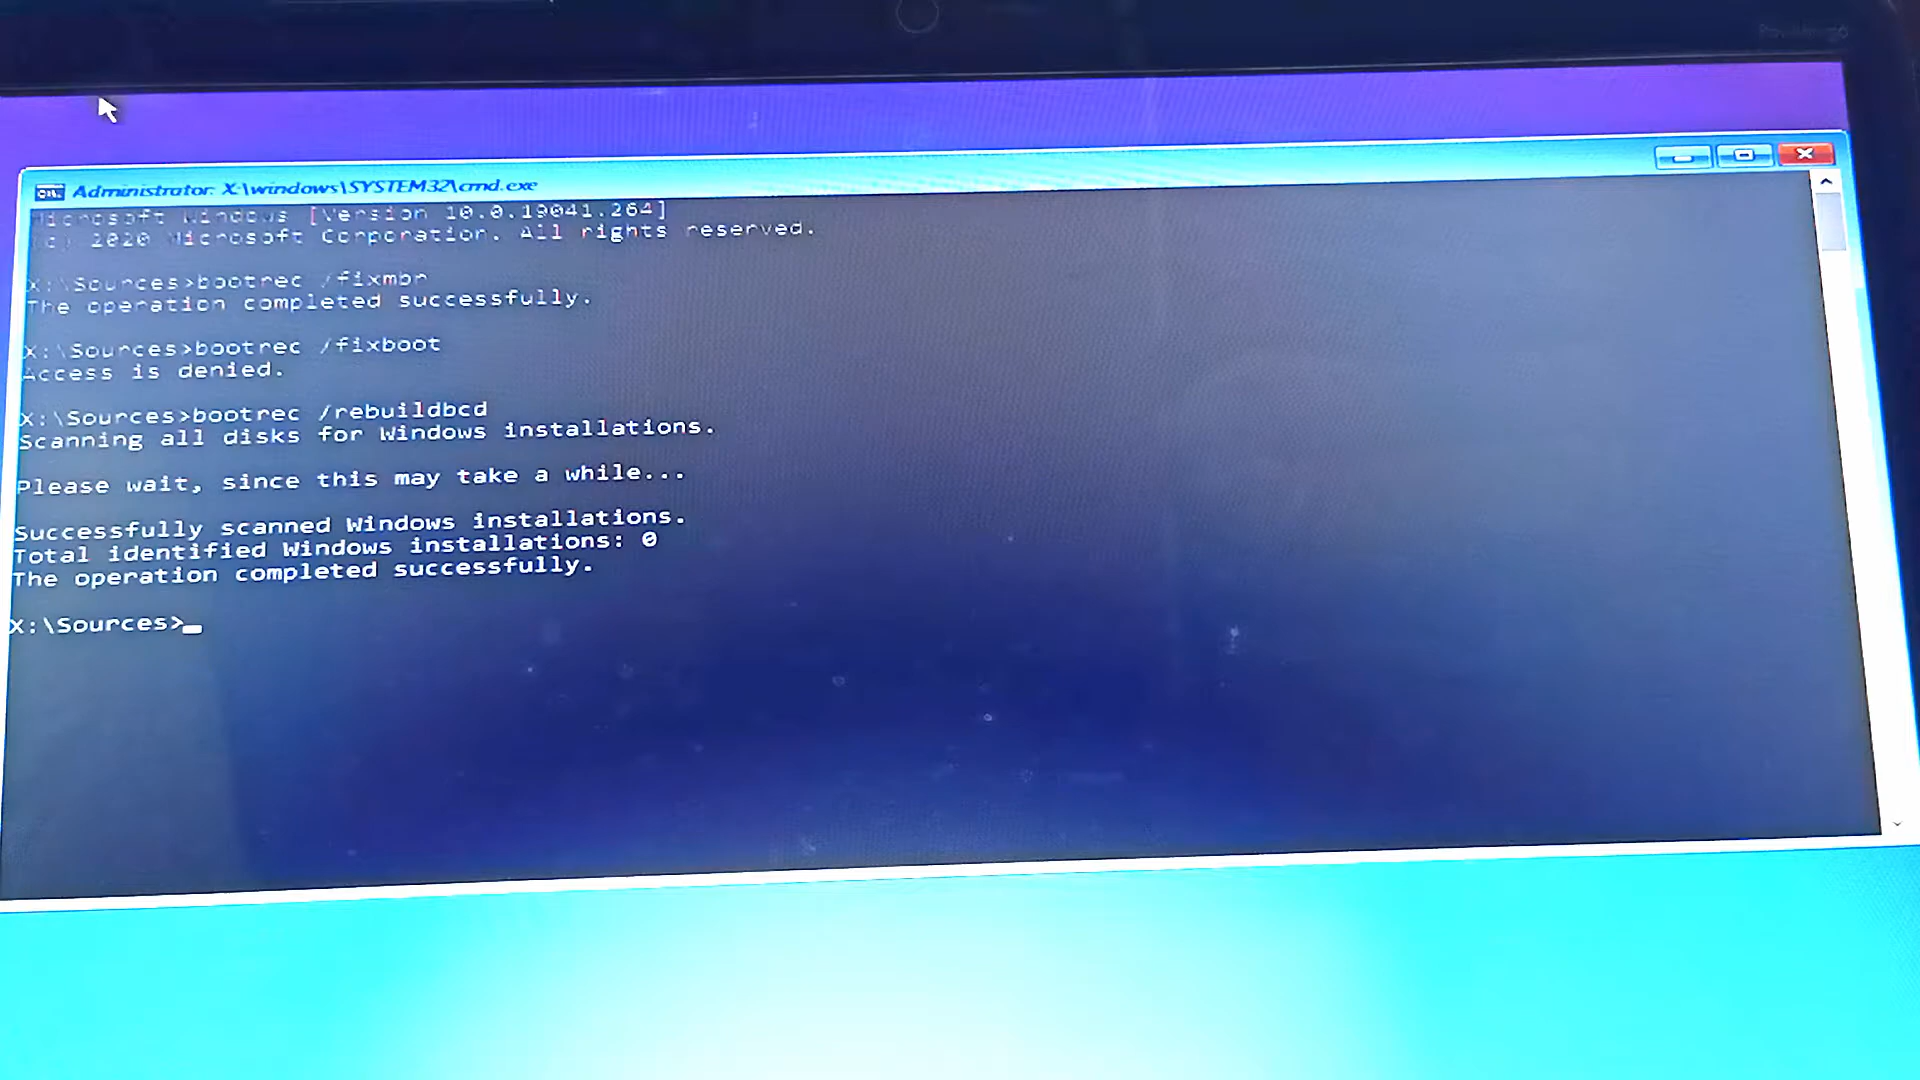 Administrator: X:\windows\SYSTEM32\cmd.exe
Microsoft Windows [Version 10.0.19041.264]
(c) 2020 Microsoft Corporation. All rights reserved.
X:\Sources>bootrec /fixmbr
The operation completed successfully.
X:\Sources>bootrec /fixboot
Access is denied.
X:\Sources>bootrec /rebuildbcd
Scanning all disks for Windows installations.
Please wait, since this may take a while...
Successfully scanned Windows installations.
Total identified Windows installations: 0
The operation completed successfully.
X:\Sources>